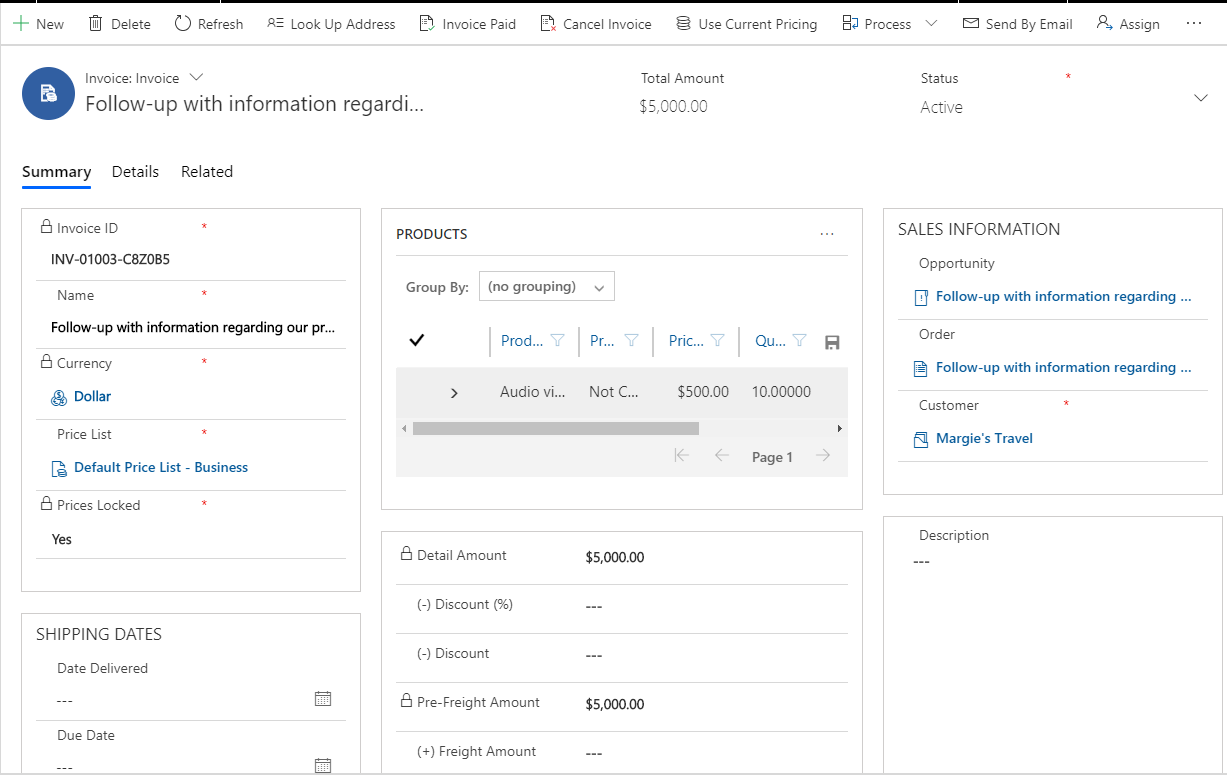 New Delete Refresh Look Up Address Invoice Paid Cancel Invoice Use Current Pricing Process Send By Email Assign ...
Invoice: Invoice
Follow-up with information regardi...
Total Amount
$5,000.00
Status *
Active
Summary Details Related
Invoice ID *
INV-01003-C8Z0B5
Name *
Follow-up with information regarding our pr...
Currency *
Dollar
Price List *
Default Price List - Business
Prices Locked *
Yes
SHIPPING DATES
Date Delivered
---
Due Date
---
PRODUCTS ...
Group By: (no grouping)
Prod... Pr... Pric... Qu...
Audio vi... Not C... $500.00 10.00000
Page 1
Detail Amount $5,000.00
(-) Discount (%) ---
(-) Discount ---
Pre-Freight Amount $5,000.00
(+) Freight Amount ---
SALES INFORMATION
Opportunity
Follow-up with information regarding ...
Order
Follow-up with information regarding ...
Customer *
Margie's Travel
Description
---